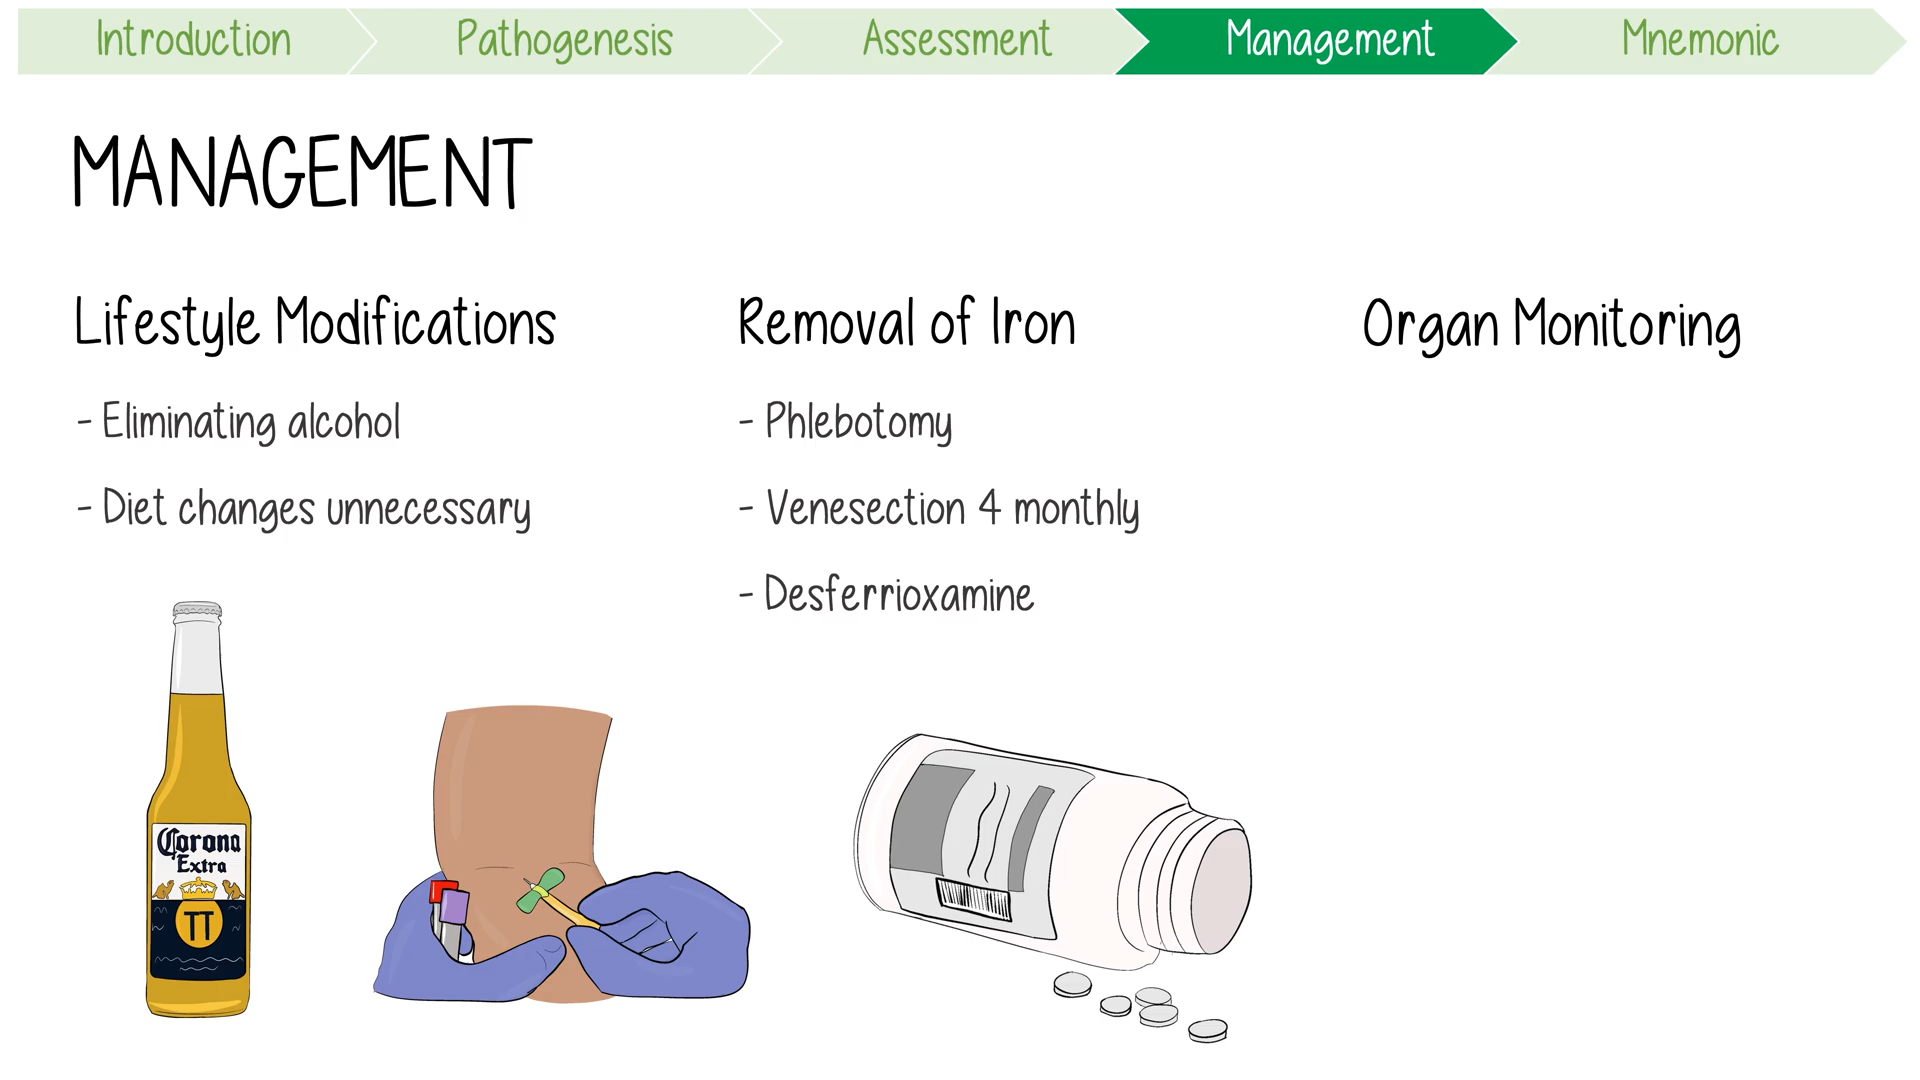 Introduction
Pathogenesis
Assessment
Management
Mnemonic
MANAGEMENT
Lifestyle Modifications
- Eliminating alcohol
- Diet changes unnecessary
Removal of Iron
- Phlebotomy
- Venesection 4 monthly
- Desferrioxamine
Organ Monitoring
Corona
Extra
TT